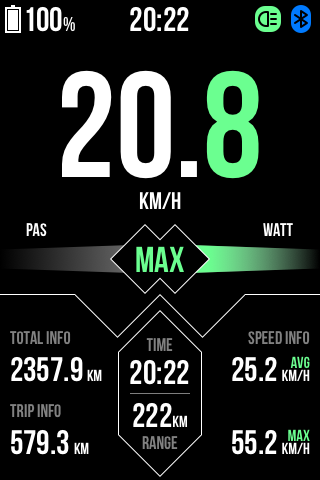 100% 20:22
20.8
KM/H
PAS WATT
MAX
TOTAL INFO
2357.9 KM
TRIP INFO
579.3 KM
TIME
20:22
222KM
RANGE
SPEED INFO
25.2 AVG KM/H
55.2 MAX KM/H